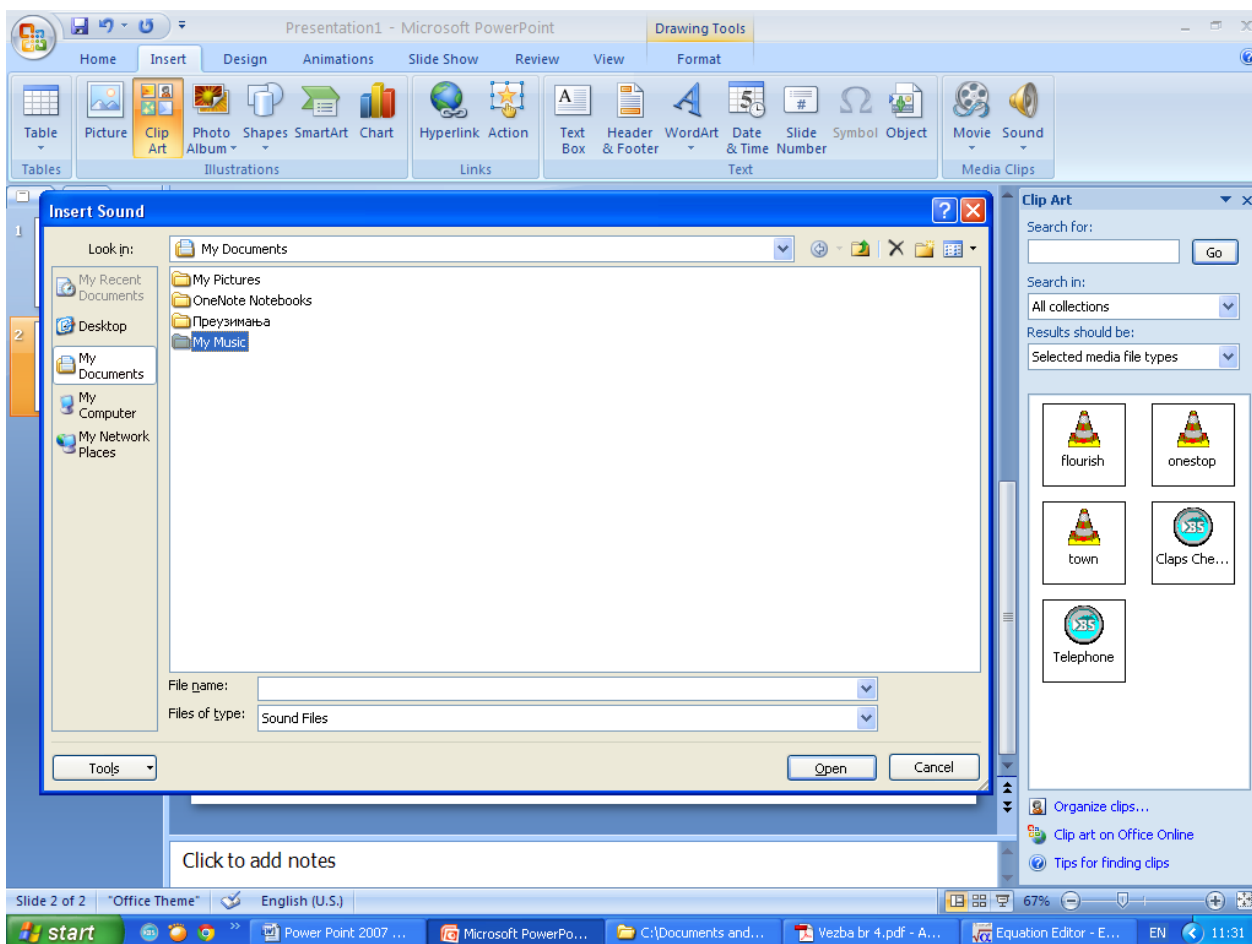 Presentation1 - Microsoft PowerPoint
Drawing Tools
Home Insert Design Animations Slide Show Review View Format
Table
Picture
Clip Art
Photo Album
Shapes
SmartArt
Chart
Hyperlink
Action
Text Box
Header & Footer
WordArt
Date & Time
Slide Number
Symbol
Object
Movie
Sound
Tables Illustrations Links Text Media Clips
1
2
Insert Sound
Look in:
My Documents
My Recent
Documents
Desktop
My
Documents
My
Computer
My Network
Places
My Pictures
OneNote Notebooks
Преузимања
My Music
File name:
Files of type:
Sound Files
Tools
Open
Cancel
Clip Art
Search for:
Go
Search in:
All collections
Results should be:
Selected media file types
flourish
onestop
town
Claps Che...
Telephone
Organize clips...
Clip art on Office Online
Tips for finding clips
Click to add notes
Slide 2 of 2 "Office Theme" English (U.S.) 67%
start
Power Point 2007 ...
Microsoft PowerPo...
C:\Documents and...
Vezba br 4.pdf - A...
Equation Editor - E...
EN
11:31